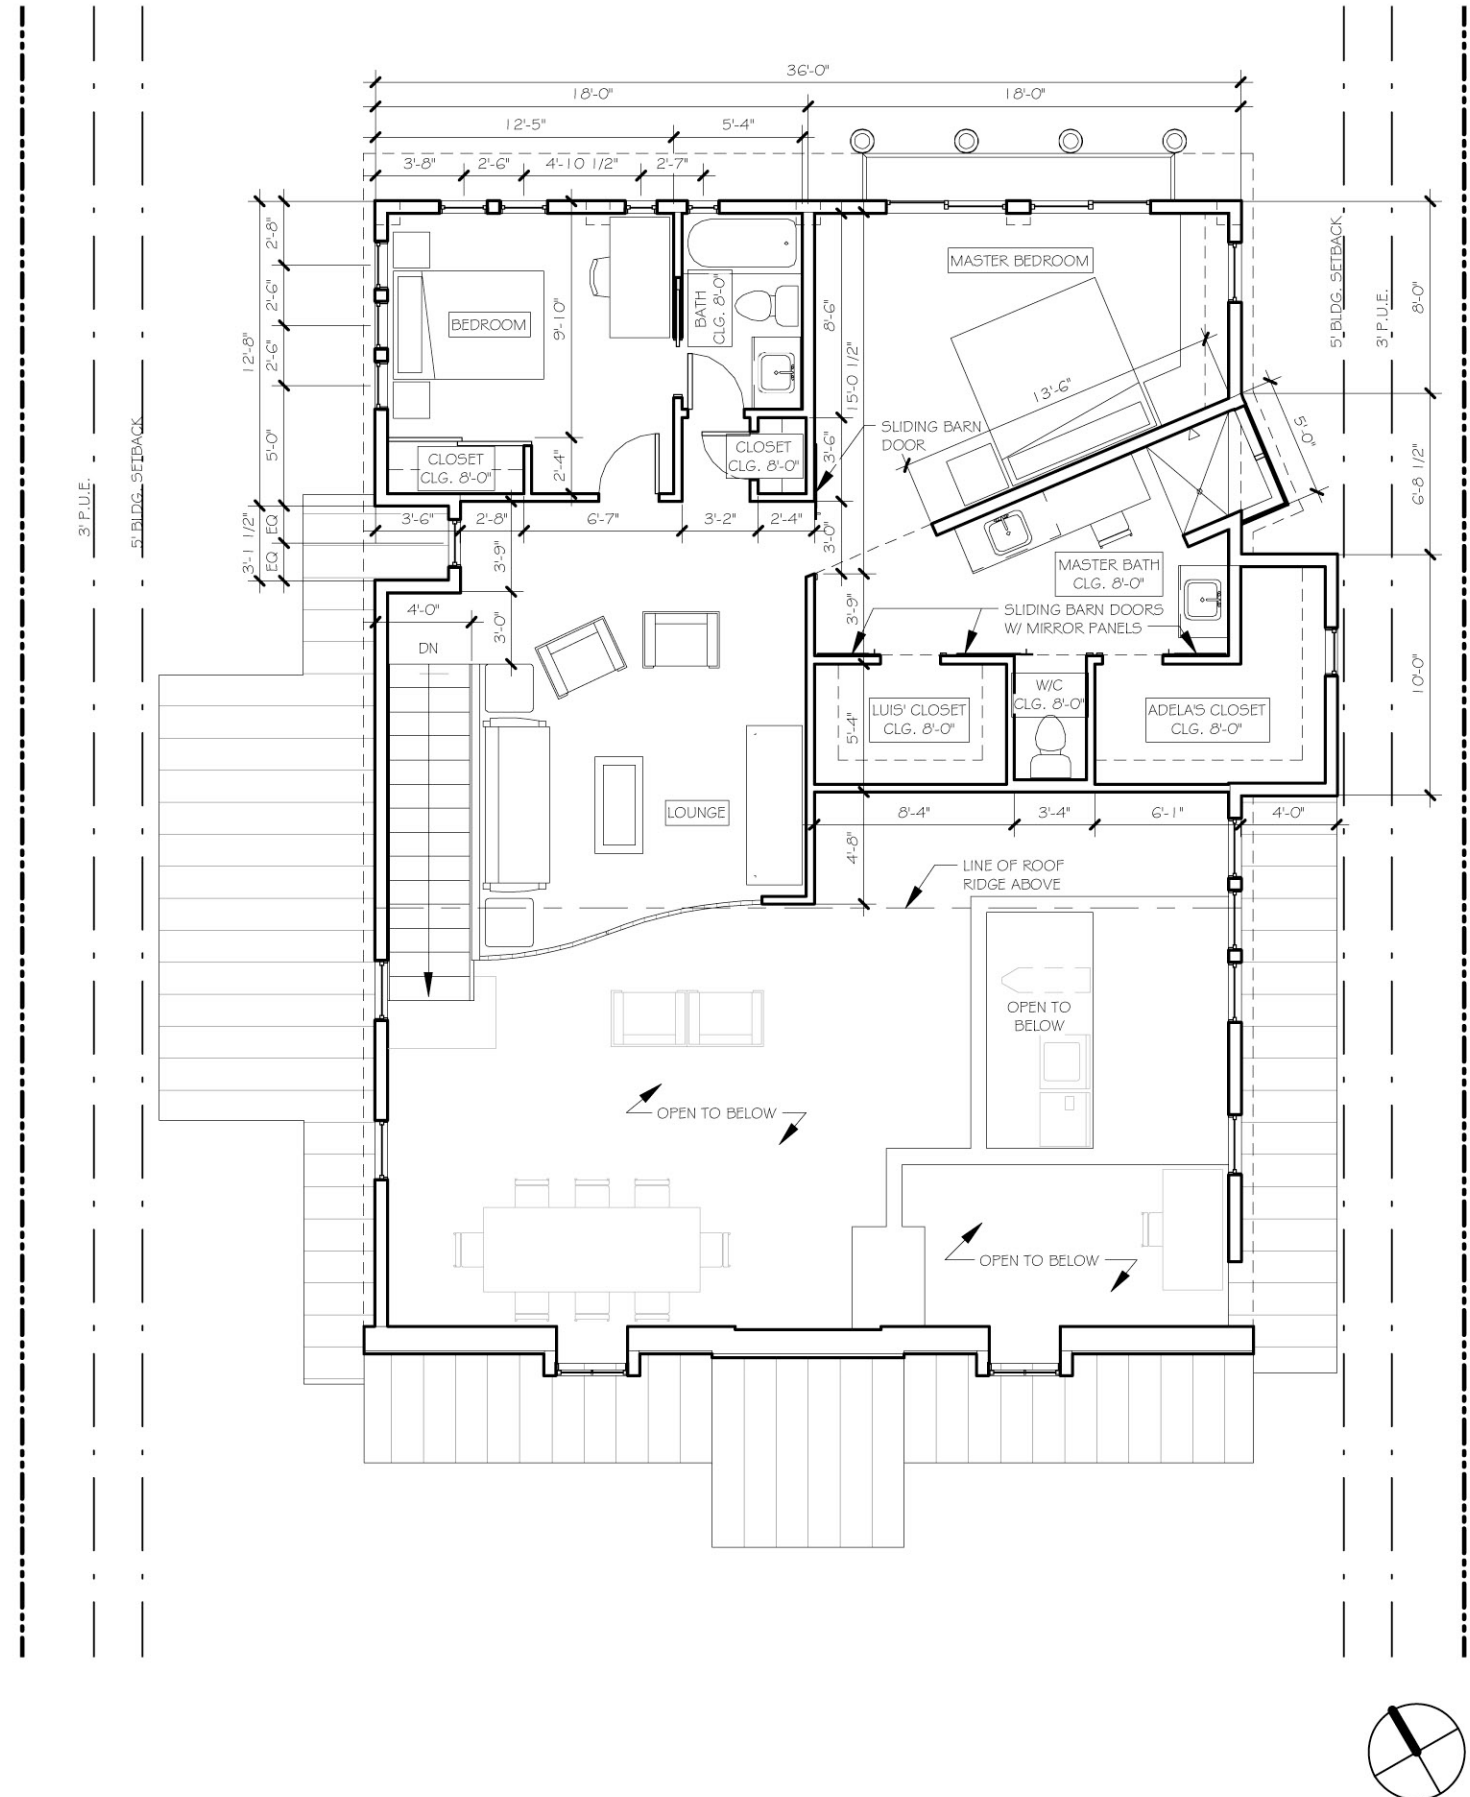 36'-0"
18'-0"
18'-0"
12'-5"
5'-4"
3'-8"
2'-6"
4'-10 1/2"
2'-7"
2'-8"
2'-6"
2'-6"
5'-0"
12'-8"
3'-1 1/2"
EQ
EQ
3' P.U.E.
5' BLDG. SETBACK
BEDROOM
9'-10"
2'-4"
BATH
CLG. 8'-0"
CLOSET
CLG. 8'-0"
CLOSET
CLG. 8'-0"
MASTER BEDROOM
8'-6"
15'-0 1/2"
3'-6"
3'-0"
SLIDING BARN
DOOR
13'-6"
5'-0"
5' BLDG. SETBACK
3' P.U.E.
8'-0"
6'-8 1/2"
10'-0"
3'-6"
2'-8"
6'-7"
3'-2"
2'-4"
3'-9"
3'-0"
4'-0"
DN
MASTER BATH
CLG. 8'-0"
3'-9"
SLIDING BARN DOORS
W/ MIRROR PANELS
LUIS' CLOSET
CLG. 8'-0"
W/C
CLG. 8'-0"
ADELA'S CLOSET
CLG. 8'-0"
5'-4"
LOUNGE
8'-4"
3'-4"
6'-1"
4'-0"
4'-8"
LINE OF ROOF
RIDGE ABOVE
OPEN TO
BELOW
OPEN TO BELOW
OPEN TO BELOW